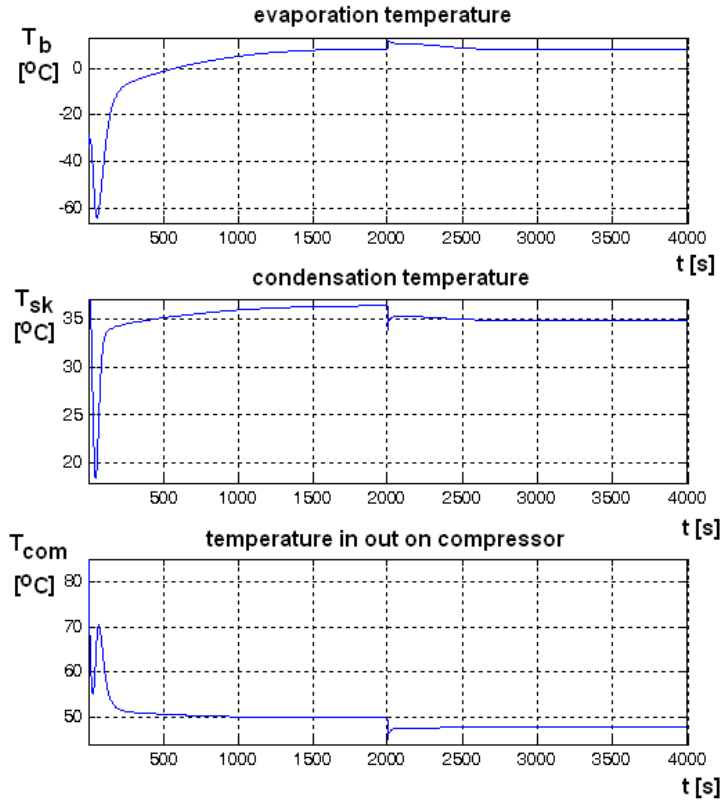 evaporation temperature
T_b
[°C]
0
-20
-40
-60
500 1000 1500 2000 2500 3000 3500 4000
t [s]
condensation temperature
T_sk
[°C]
35
30
25
20
500 1000 1500 2000 2500 3000 3500 4000
t [s]
temperature in out on compressor
T_com
[°C]
80
70
60
50
500 1000 1500 2000 2500 3000 3500 4000
t [s]